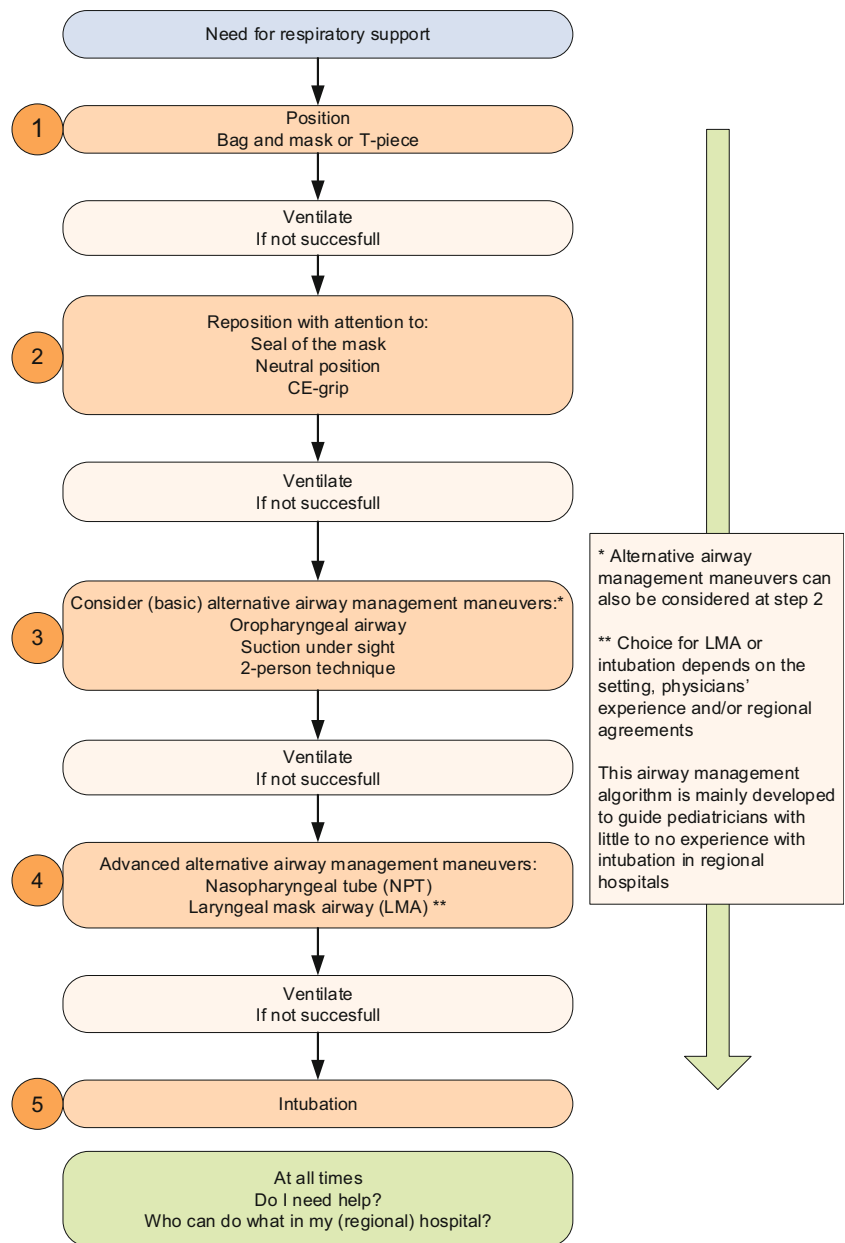 Need for respiratory support
1
Position
Bag and mask or T-piece
Ventilate
If not succesfull
2
Reposition with attention to:
Seal of the mask
Neutral position
CE-grip
Ventilate
If not succesfull
3
Consider (basic) alternative airway management maneuvers:*
Oropharyngeal airway
Suction under sight
2-person technique
Ventilate
If not succesfull
4
Advanced alternative airway management maneuvers:
Nasopharyngeal tube (NPT)
Laryngeal mask airway (LMA) **
Ventilate
If not succesfull
5
Intubation
At all times
Do I need help?
Who can do what in my (regional) hospital?
* Alternative airway
management maneuvers can
also be considered at step 2
** Choice for LMA or
intubation depends on the
setting, physicians’
experience and/or regional
agreements
This airway management
algorithm is mainly developed
to guide pediatricians with
little to no experience with
intubation in regional
hospitals